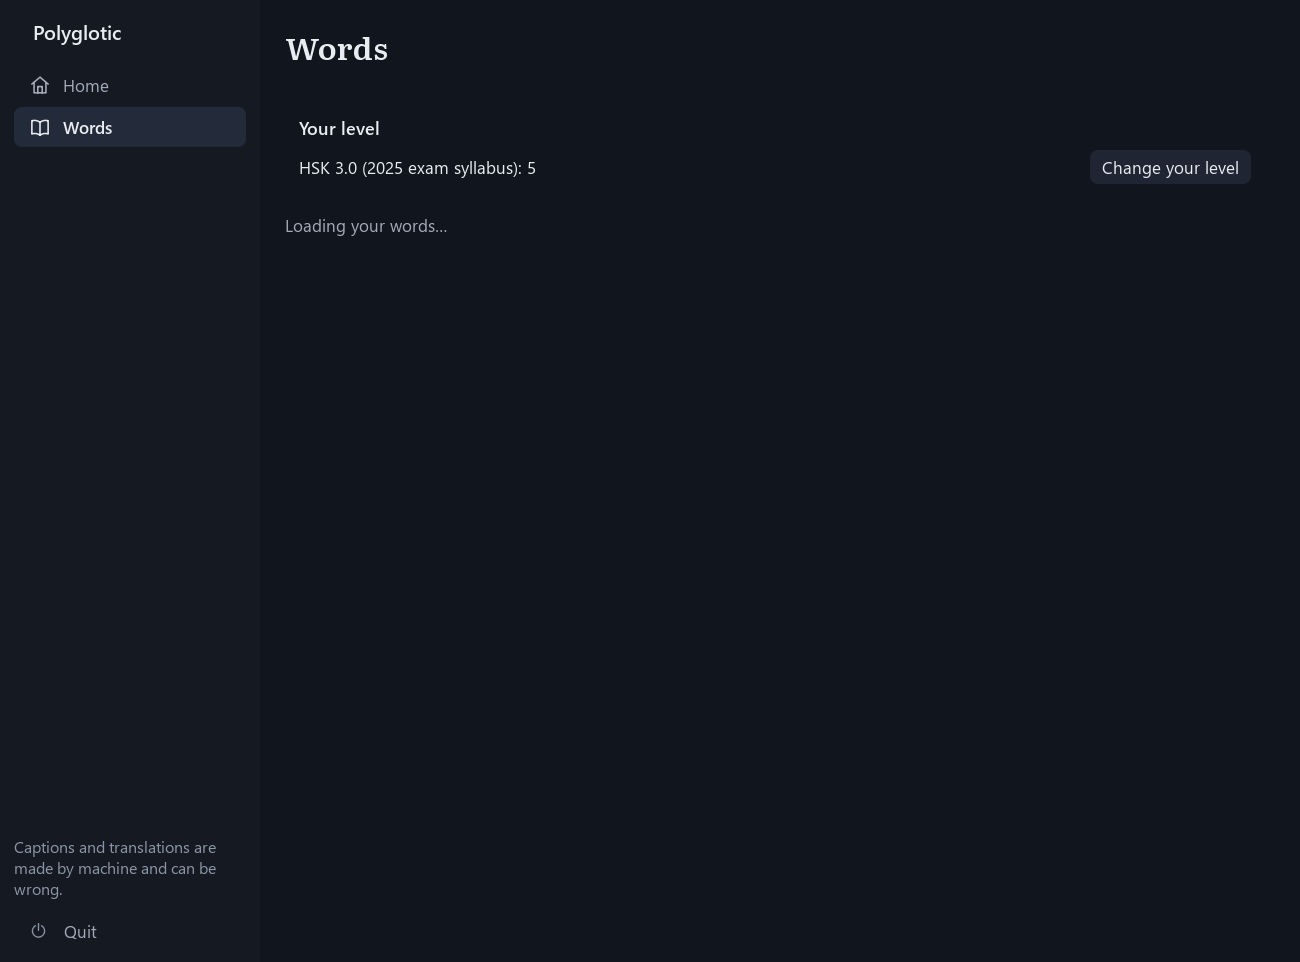 Polyglotic
Home
Words
Captions and translations are
made by machine and can be
wrong.
Quit
Words
Your level
HSK 3.0 (2025 exam syllabus): 5
Change your level
Loading your words...